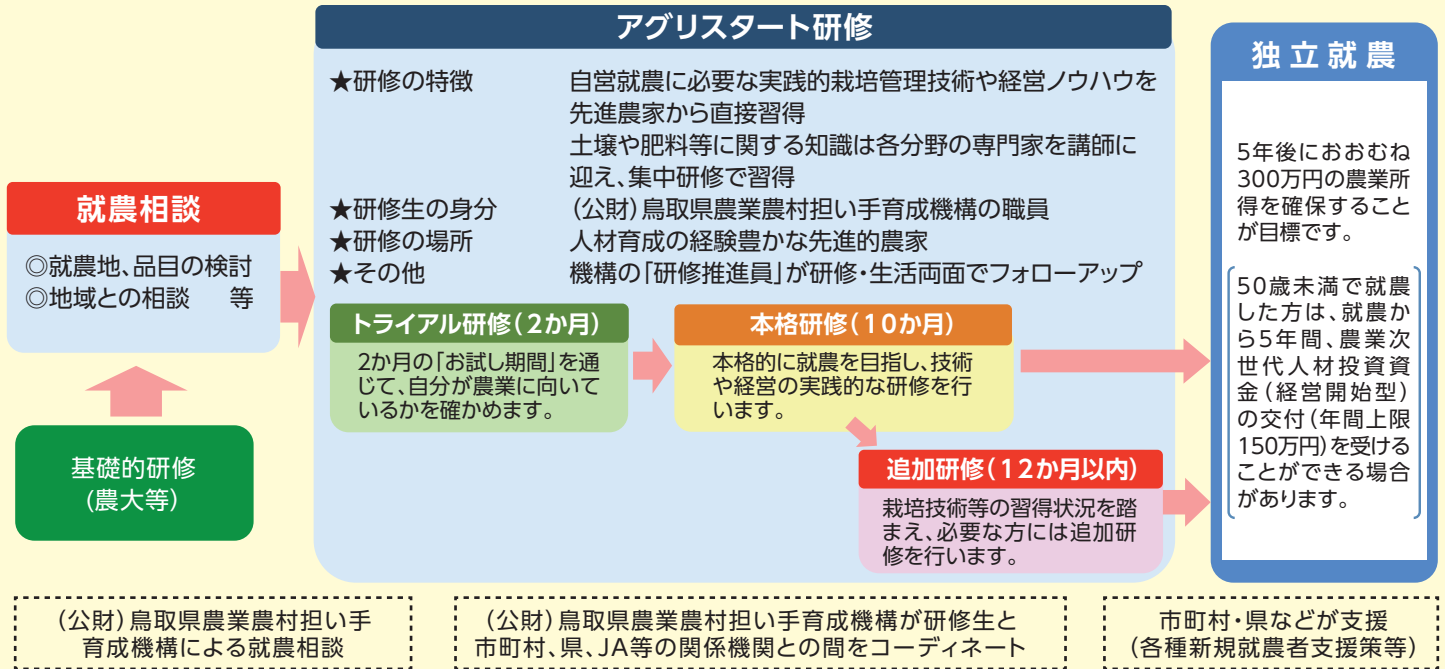 就農相談
◎就農地、品目の検討
◎地域との相談 等
基礎的研修
(農大等)
アグリスタート研修
★研修の特徴 自営就農に必要な実践的栽培管理技術や経営ノウハウを
先進農家から直接習得
土壌や肥料等に関する知識は各分野の専門家を講師に
迎え、集中研修で習得
★研修生の身分 (公財)鳥取県農業農村担い手育成機構の職員
★研修の場所 人材育成の経験豊かな先進的農家
★その他 機構の「研修推進員」が研修・生活両面でフォローアップ
トライアル研修(2か月)
2か月の「お試し期間」を通
じて、自分が農業に向いて
いるかを確かめます。
本格研修(10か月)
本格的に就農を目指し、技術
や経営の実践的な研修を行
います。
追加研修(12か月以内)
栽培技術等の習得状況を踏
まえ、必要な方には追加研
修を行います。
独立就農
5年後におおむね
300万円の農業所
得を確保すること
が目標です。
50歳未満で就農
した方は、就農か
ら5年間、農業次
世代人材投資資
金(経営開始型)
の交付(年間上限
150万円)を受ける
ことができる場合
があります。
(公財)鳥取県農業農村担い手
育成機構による就農相談
(公財)鳥取県農業農村担い手育成機構が研修生と
市町村、県、JA等の関係機関との間をコーディネート
市町村・県などが支援
(各種新規就農者支援策等)